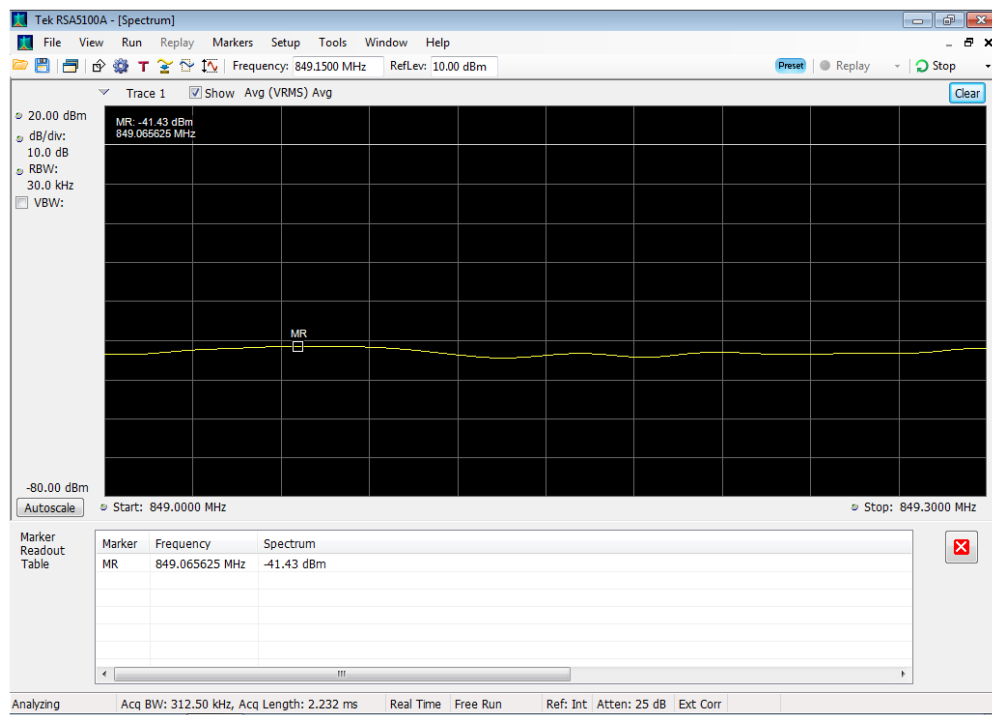 Tek RSA5100A - [Spectrum]
File View Run Replay Markers Setup Tools Window Help
T Frequency: 849.1500 MHz RefLev: 10.00 dBm Preset Replay Stop
Trace 1 Show Avg (VRMS) Avg Clear
20.00 dBm
dB/div:
10.0 dB
RBW:
30.0 kHz
VBW:
MR: -41.43 dBm
849.065625 MHz
MR
-80.00 dBm
Autoscale Start: 849.0000 MHz Stop: 849.3000 MHz
Marker
Readout
Table
Marker Frequency Spectrum
MR 849.065625 MHz -41.43 dBm
Analyzing Acq BW: 312.50 kHz, Acq Length: 2.232 ms Real Time Free Run Ref: Int Atten: 25 dB Ext Corr